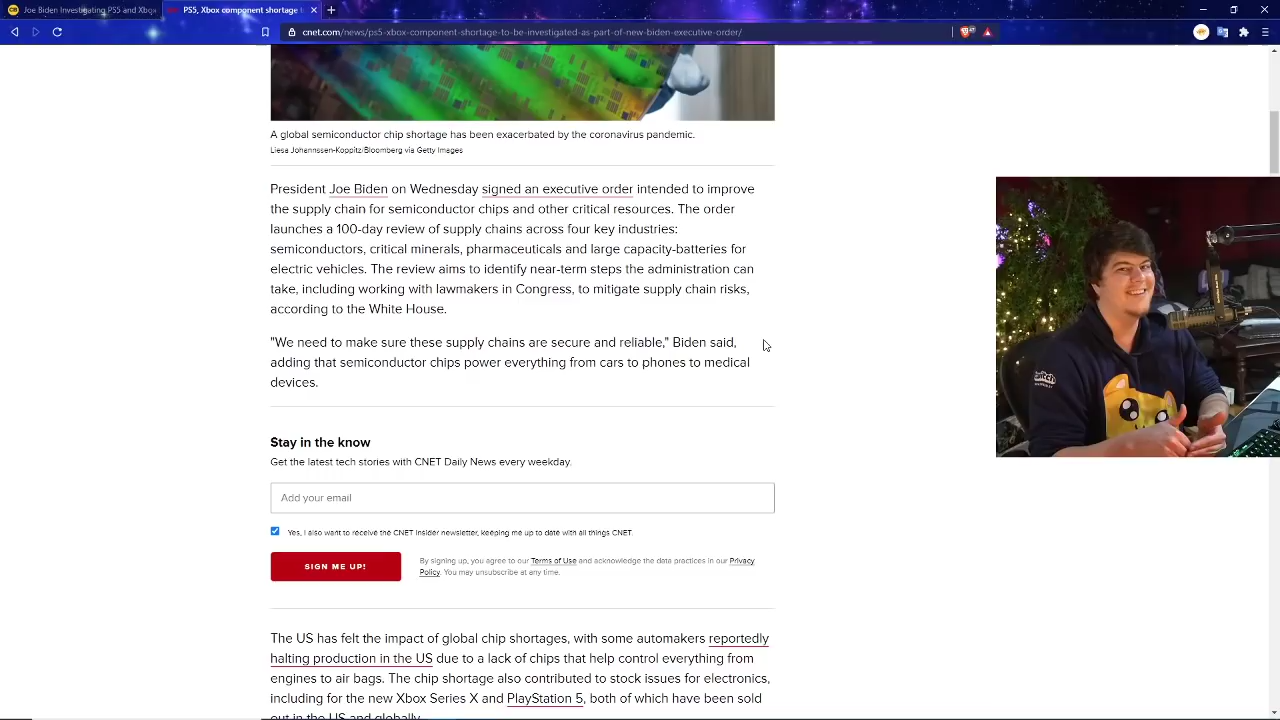 Joe Biden Investigating PS5 and Xbox
PS5, Xbox component shortage t
cnet.com/news/ps5-xbox-component-shortage-to-be-investigated-as-part-of-new-biden-executive-order/
A global semiconductor chip shortage has been exacerbated by the coronavirus pandemic.
Liesa Johannssen-Koppitz/Bloomberg via Getty Images
President Joe Biden on Wednesday signed an executive order intended to improve
the supply chain for semiconductor chips and other critical resources. The order
launches a 100-day review of supply chains across four key industries:
semiconductors, critical minerals, pharmaceuticals and large capacity-batteries for
electric vehicles. The review aims to identify near-term steps the administration can
take, including working with lawmakers in Congress, to mitigate supply chain risks,
according to the White House.
"We need to make sure these supply chains are secure and reliable," Biden said,
adding that semiconductor chips power everything from cars to phones to medical
devices.
Stay in the know
Get the latest tech stories with CNET Daily News every weekday.
Add your email
Yes, I also want to receive the CNET Insider newsletter, keeping me up to date with all things CNET.
SIGN ME UP!
By signing up, you agree to our Terms of Use and acknowledge the data practices in our Privacy
Policy. You may unsubscribe at any time.
The US has felt the impact of global chip shortages, with some automakers reportedly
halting production in the US due to a lack of chips that help control everything from
engines to air bags. The chip shortage also contributed to stock issues for electronics,
including for the new Xbox Series X and PlayStation 5, both of which have been sold
out in the US and globally.
twitch